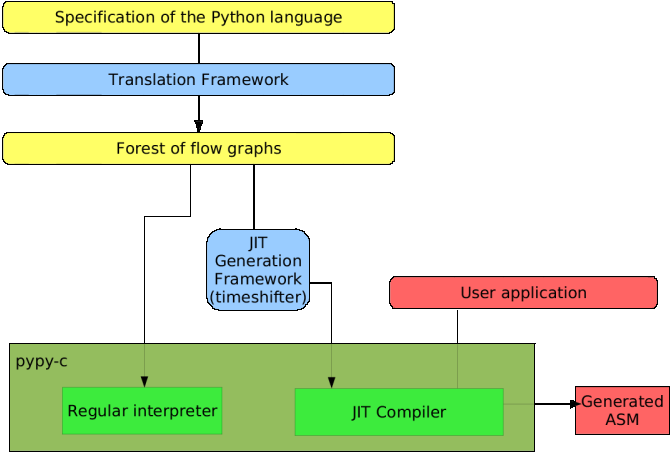 Specification of the Python language
Translation Framework
Forest of flow graphs
JIT
Generation
Framework
(timeshifter)
User application
pypy-c
Regular interpreter
JIT Compiler
Generated
ASM